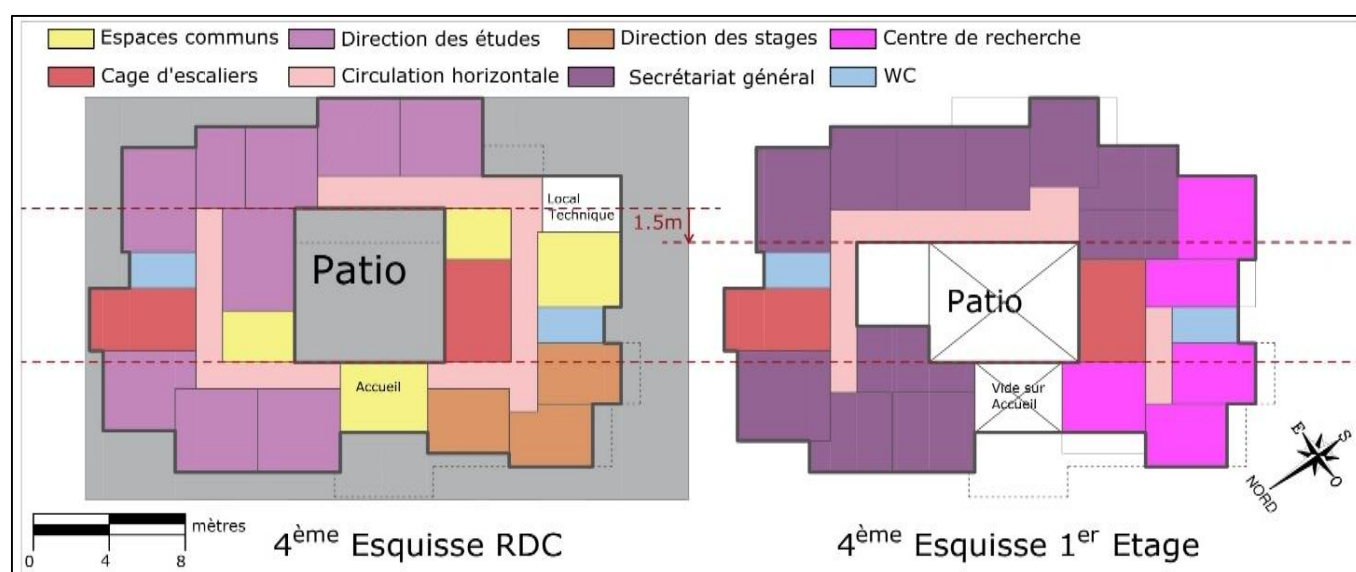 Espaces communs Direction des études Direction des stages Centre de recherche
Cage d'escaliers Circulation horizontale Secrétariat général WC
Local
Technique
1.5m
Patio
Patio
Accueil
Vide sur
Accueil
E S
NORD O
mètres
0 4 8
4ème Esquisse RDC
4ème Esquisse 1er Etage